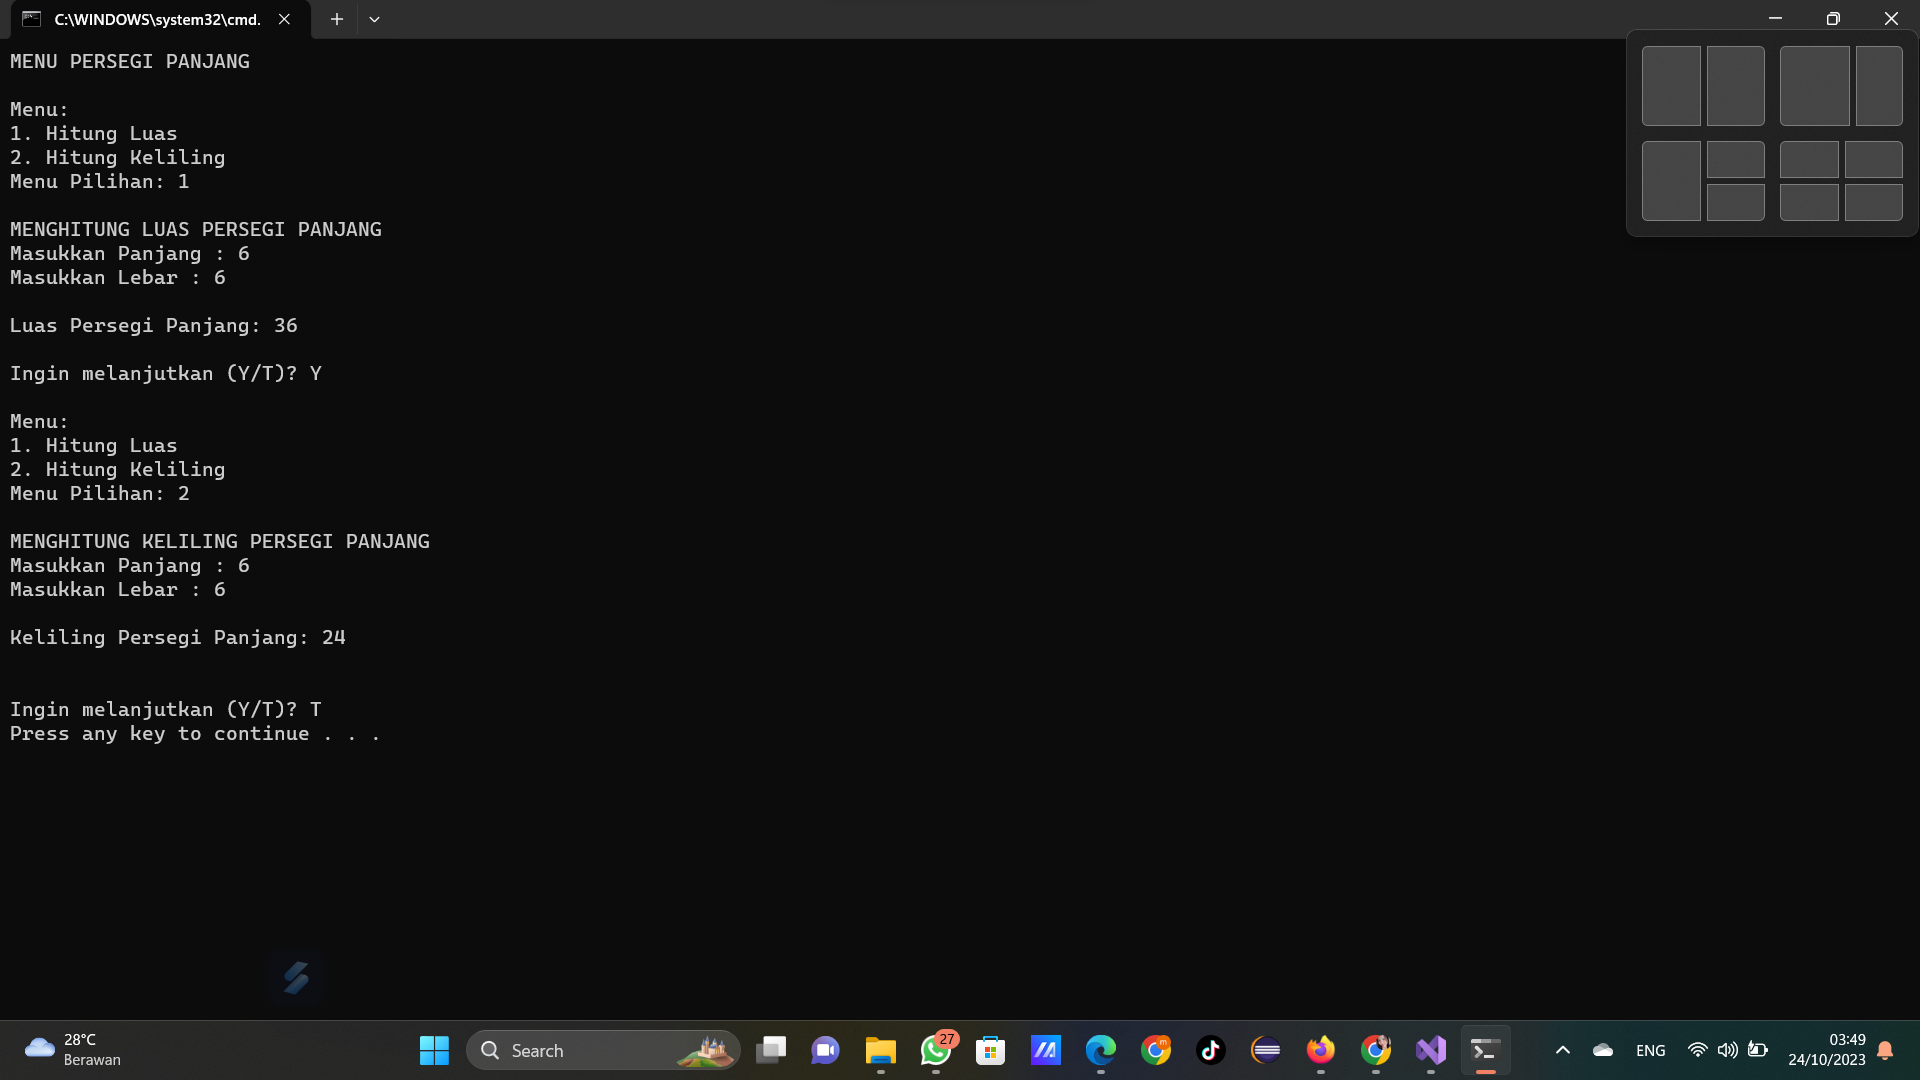 C:\WINDOWS\system32\cmd.
MENU PERSEGI PANJANG
Menu:
1. Hitung Luas
2. Hitung Keliling
Menu Pilihan: 1
MENGHITUNG LUAS PERSEGI PANJANG
Masukkan Panjang : 6
Masukkan Lebar : 6
Luas Persegi Panjang: 36
Ingin melanjutkan (Y/T)? Y
Menu:
1. Hitung Luas
2. Hitung Keliling
Menu Pilihan: 2
MENGHITUNG KELILING PERSEGI PANJANG
Masukkan Panjang : 6
Masukkan Lebar : 6
Keliling Persegi Panjang: 24
Ingin melanjutkan (Y/T)? T
Press any key to continue . . .
28°C
Berawan
Search
27
m
ENG
03:49
24/10/2023